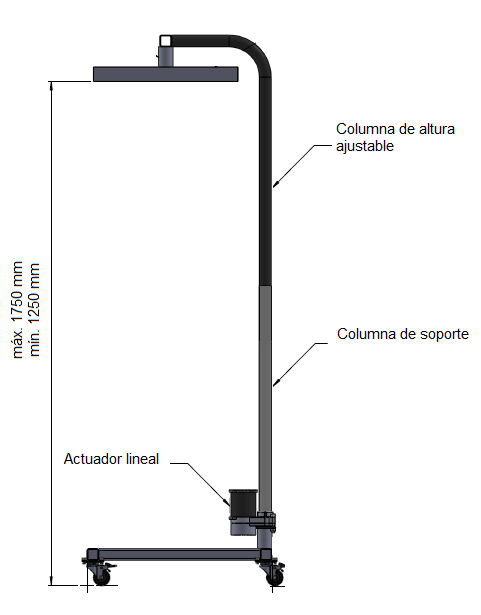 Columna de altura
ajustable
máx. 1750 mm
mín. 1250 mm
Columna de soporte
Actuador lineal